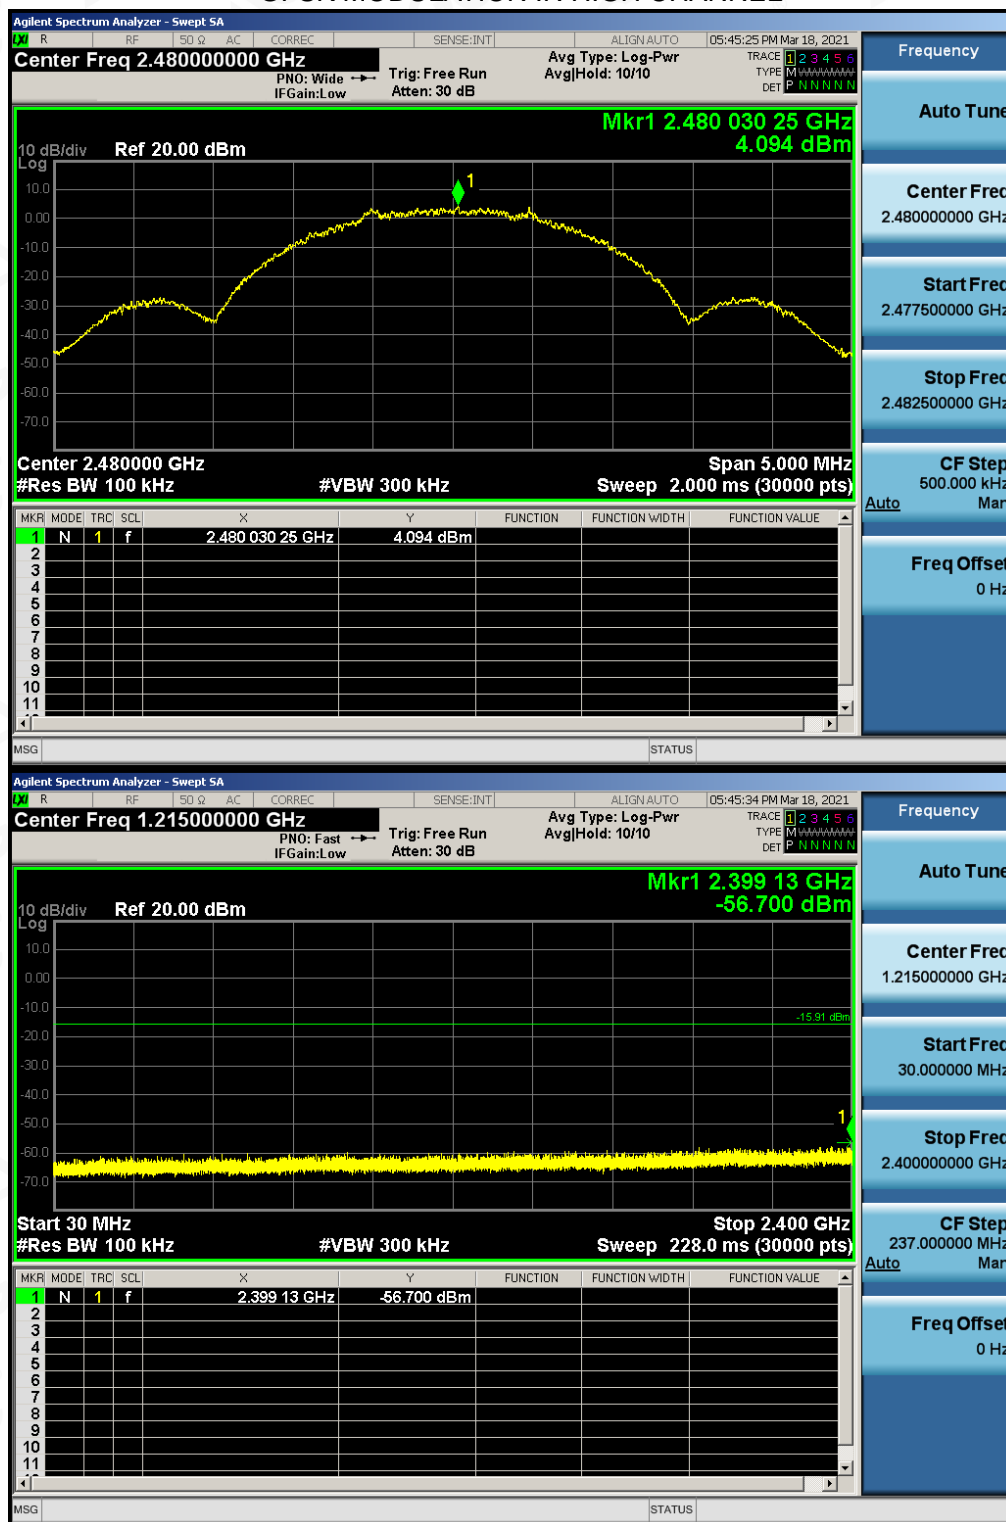 Agilent Spectrum Analyzer - Swept SA
LXI R RF 50 Ω AC CORREC SENSE:INT ALIGN AUTO 05:45:25 PM Mar 18, 2021
Center Freq 2.480000000 GHz
PNO: Wide
IFGain:Low
Trig: Free Run
Atten: 30 dB
Avg Type: Log-Pwr
Avg|Hold: 10/10
TRACE 1 2 3 4 5 6
TYPE M
DET P N N N N N
Mkr1 2.480 030 25 GHz
4.094 dBm
10 dB/div Ref 20.00 dBm
Log
10.0
0.00
-10.0
-20.0
-30.0
-40.0
-50.0
-60.0
-70.0
1
Center 2.480000 GHz Span 5.000 MHz
#Res BW 100 kHz #VBW 300 kHz Sweep 2.000 ms (30000 pts)
MKR MODE TRC SCL X Y FUNCTION FUNCTION WIDTH FUNCTION VALUE
1 N 1 f 2.480 030 25 GHz 4.094 dBm
2
3
4
5
6
7
8
9
10
11
MSG STATUS
Frequency
Auto Tune
Center Freq
2.480000000 GHz
Start Freq
2.477500000 GHz
Stop Freq
2.482500000 GHz
CF Step
500.000 kHz
Auto Man
Freq Offset
0 Hz
Agilent Spectrum Analyzer - Swept SA
LXI R RF 50 Ω AC CORREC SENSE:INT ALIGN AUTO 05:45:34 PM Mar 18, 2021
Center Freq 1.215000000 GHz
PNO: Fast
IFGain:Low
Trig: Free Run
Atten: 30 dB
Avg Type: Log-Pwr
Avg|Hold: 10/10
TRACE 1 2 3 4 5 6
TYPE M
DET P N N N N N
Mkr1 2.399 13 GHz
-56.700 dBm
10 dB/div Ref 20.00 dBm
Log
10.0
0.00
-10.0
-15.91 dBm
-20.0
-30.0
-40.0
-50.0
-60.0
-70.0
1
Start 30 MHz Stop 2.400 GHz
#Res BW 100 kHz #VBW 300 kHz Sweep 228.0 ms (30000 pts)
MKR MODE TRC SCL X Y FUNCTION FUNCTION WIDTH FUNCTION VALUE
1 N 1 f 2.399 13 GHz -56.700 dBm
2
3
4
5
6
7
8
9
10
11
MSG STATUS
Frequency
Auto Tune
Center Freq
1.215000000 GHz
Start Freq
30.000000 MHz
Stop Freq
2.400000000 GHz
CF Step
237.000000 MHz
Auto Man
Freq Offset
0 Hz